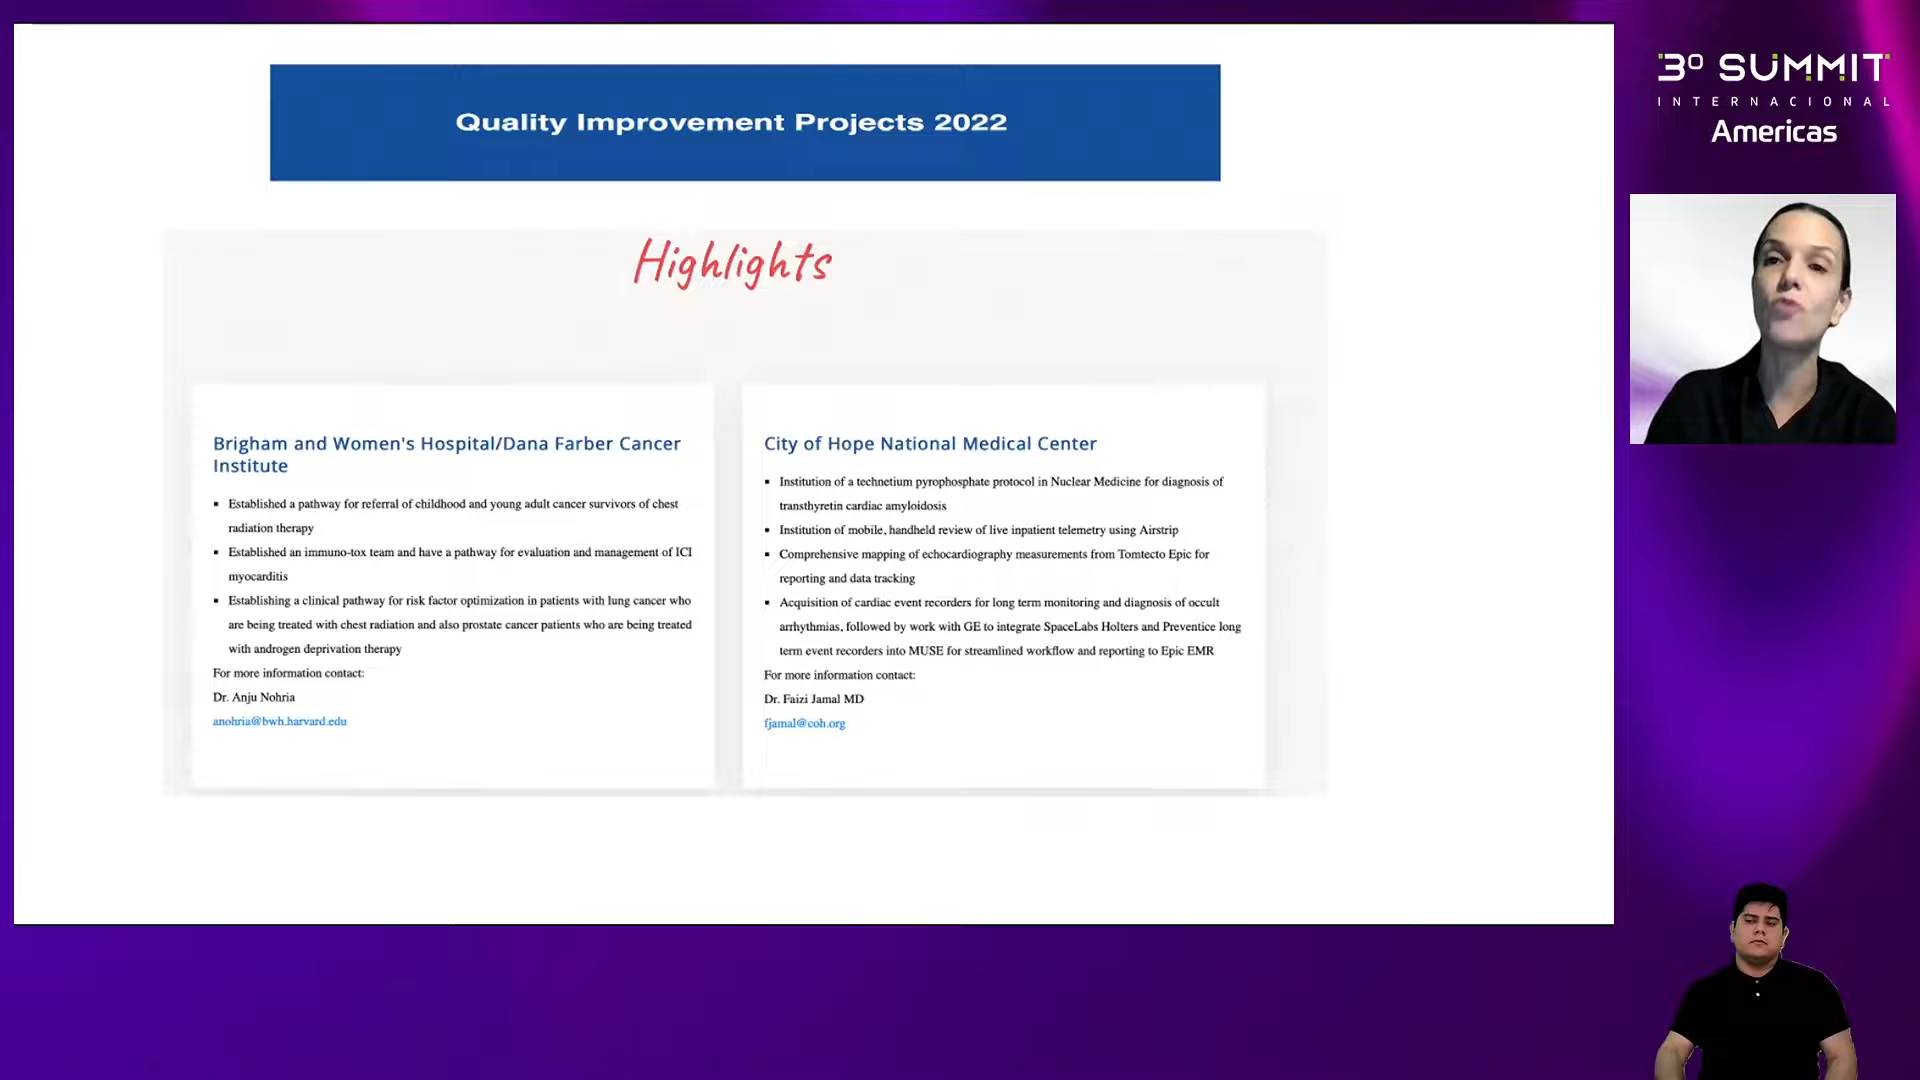 Quality Improvement Projects 2022
Highlights
Brigham and Women's Hospital/Dana Farber Cancer
Institute
▪ Established a pathway for referral of childhood and young adult cancer survivors of chest
radiation therapy
▪ Established an immuno-tox team and have a pathway for evaluation and management of ICI
myocarditis
▪ Establishing a clinical pathway for risk factor optimization in patients with lung cancer who
are being treated with chest radiation and also prostate cancer patients who are being treated
with androgen deprivation therapy
For more information contact:
Dr. Anju Nohria
anohria@bwh.harvard.edu
City of Hope National Medical Center
▪ Institution of a technetium pyrophosphate protocol in Nuclear Medicine for diagnosis of
transthyretin cardiac amyloidosis
▪ Institution of mobile, handheld review of live inpatient telemetry using Airstrip
▪ Comprehensive mapping of echocardiography measurements from Tomtecto Epic for
reporting and data tracking
▪ Acquisition of cardiac event recorders for long term monitoring and diagnosis of occult
arrhythmias, followed by work with GE to integrate SpaceLabs Holters and Preventice long
term event recorders into MUSE for streamlined workflow and reporting to Epic EMR
For more information contact:
Dr. Faizi Jamal MD
fjamal@coh.org
3º SUMMIT
INTERNACIONAL
Americas